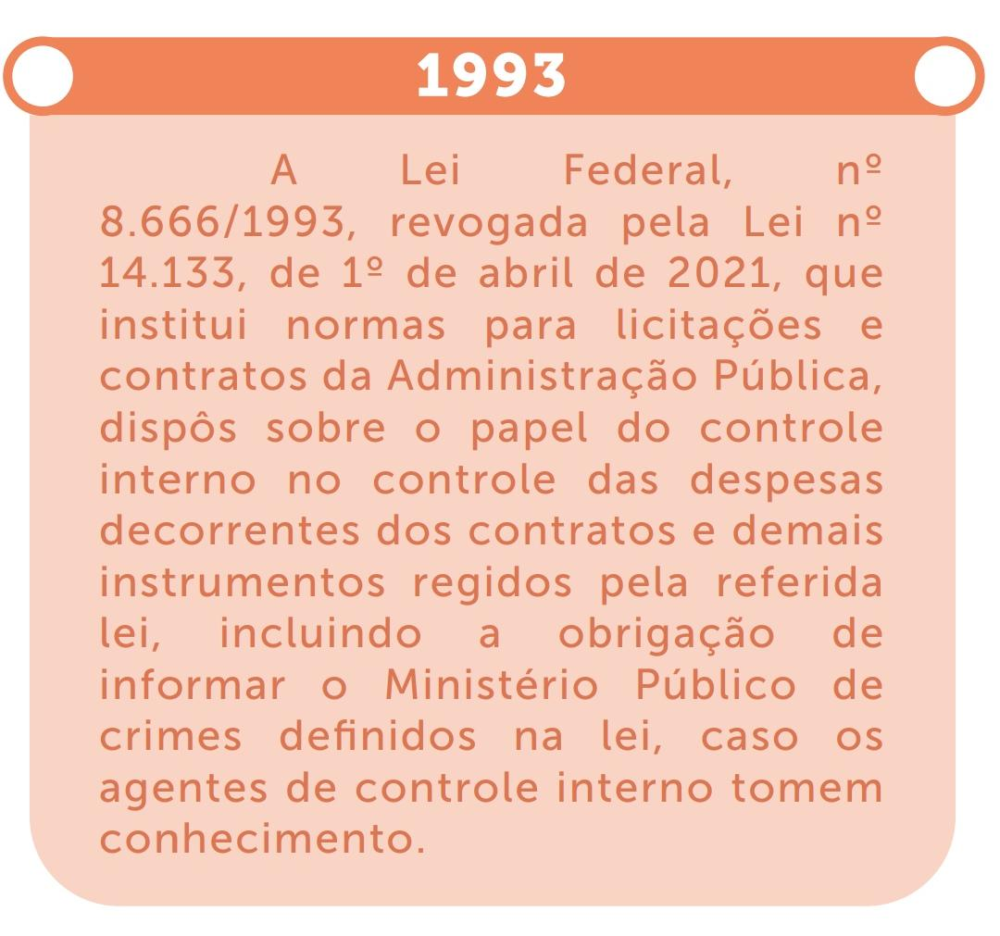 1993
A Lei Federal, nº
8.666/1993, revogada pela Lei nº
14.133, de 1º de abril de 2021, que
institui normas para licitações e
contratos da Administração Pública,
dispôs sobre o papel do controle
interno no controle das despesas
decorrentes dos contratos e demais
instrumentos regidos pela referida
lei, incluindo a obrigação de
informar o Ministério Público de
crimes definidos na lei, caso os
agentes de controle interno tomem
conhecimento.